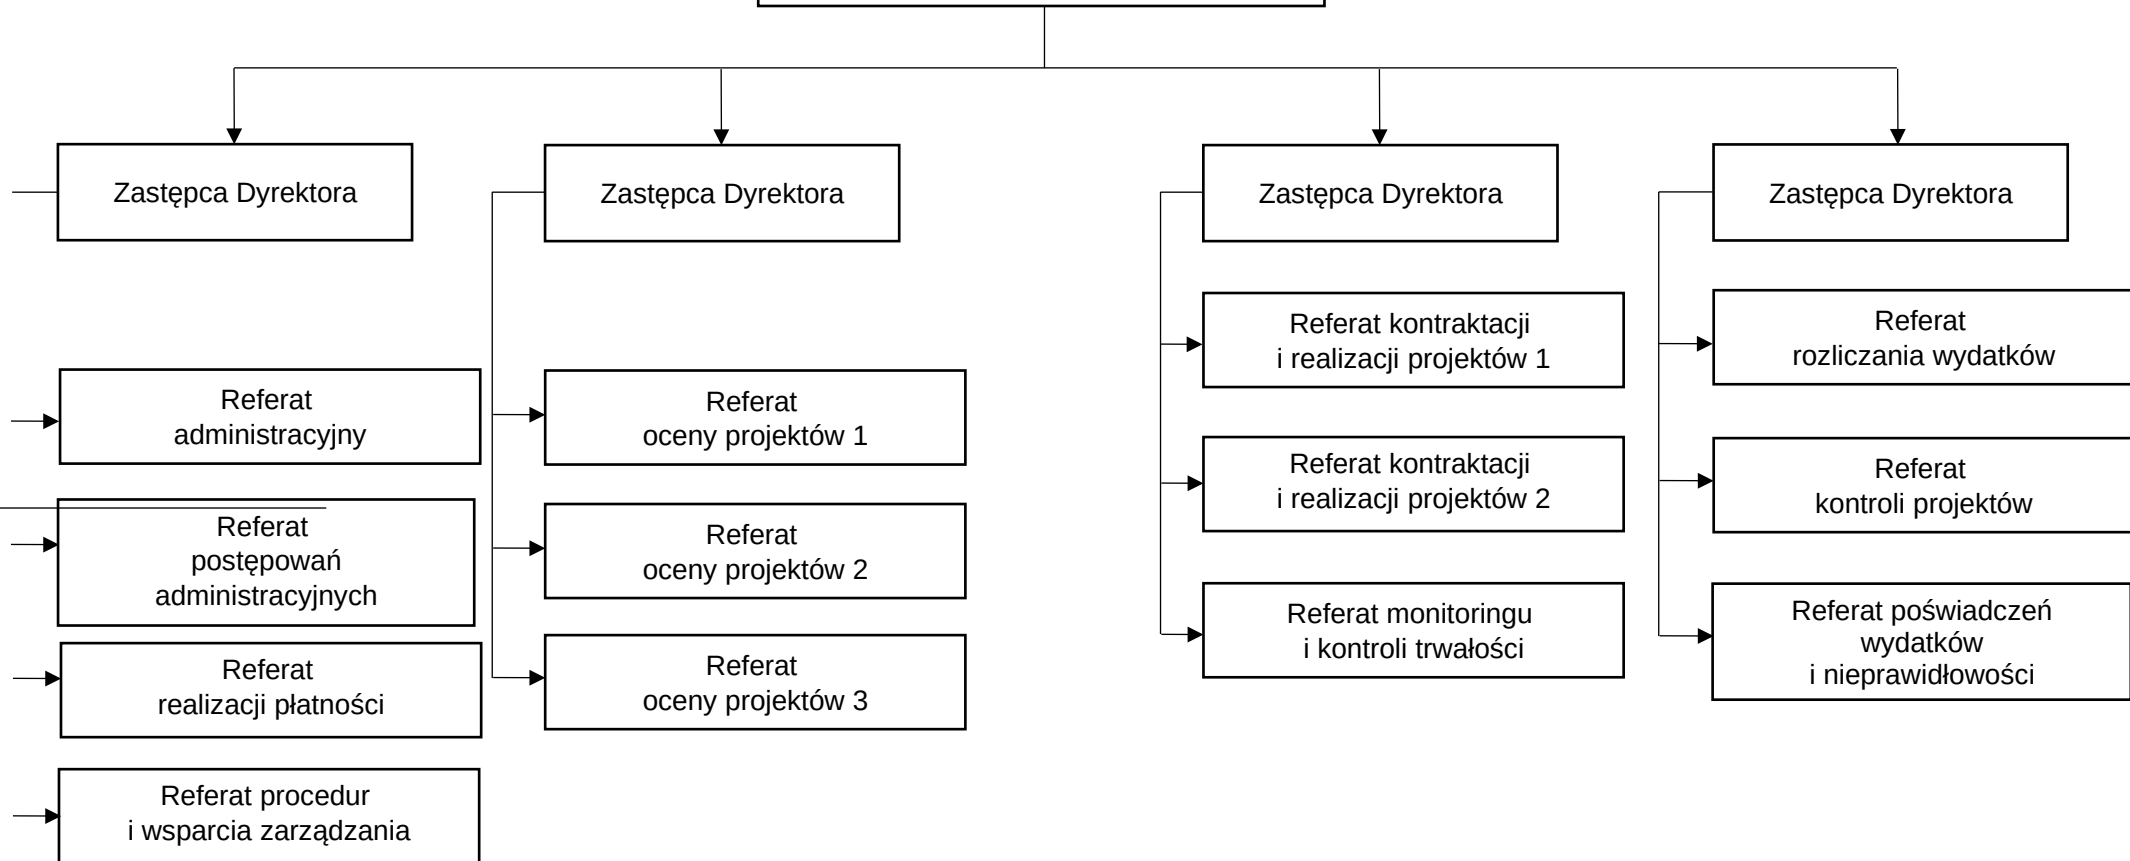 Zastępca Dyrektora
Zastępca Dyrektora
Zastępca Dyrektora
Zastępca Dyrektora
Referat
administracyjny
Referat
postępowań
administracyjnych
Referat
realizacji płatności
Referat procedur
i wsparcia zarządzania
Referat
oceny projektów 1
Referat
oceny projektów 2
Referat
oceny projektów 3
Referat kontraktacji
i realizacji projektów 1
Referat kontraktacji
i realizacji projektów 2
Referat monitoringu
i kontroli trwałości
Referat
rozliczania wydatków
Referat
kontroli projektów
Referat poświadczeń
wydatków
i nieprawidłowości